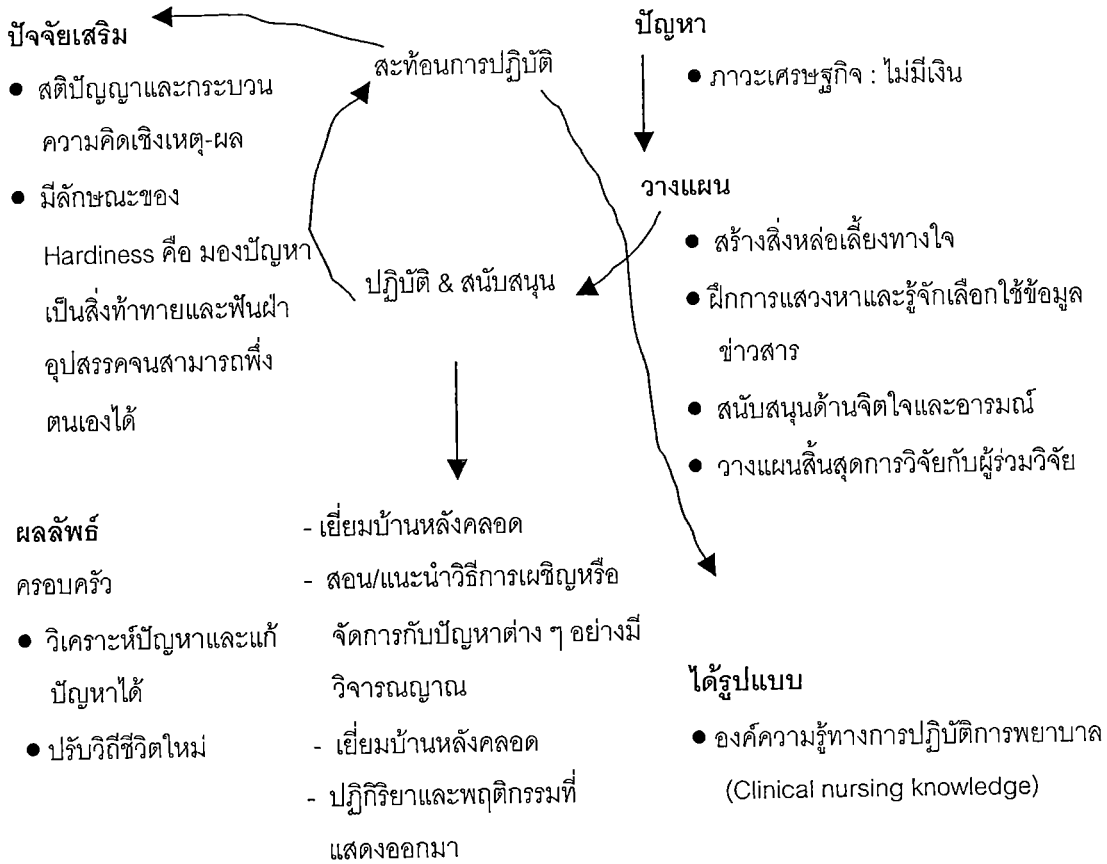 ปัจจัยเสริม
● สติปัญญาและกระบวน
ความคิดเชิงเหตุ-ผล
● มีลักษณะของ
Hardiness คือ มองปัญหา
เป็นสิ่งท้าทายและฟันฝ่า
อุปสรรคจนสามารถพึ่ง
ตนเองได้
สะท้อนการปฏิบัติ
ปฏิบัติ & สนับสนุน
ปัญหา
● ภาวะเศรษฐกิจ : ไม่มีเงิน
วางแผน
● สร้างสิ่งหล่อเลี้ยงทางใจ
● ฝึกการแสวงหาและรู้จักเลือกใช้ข้อมูล
ข่าวสาร
● สนับสนุนด้านจิตใจและอารมณ์
● วางแผนสิ้นสุดการวิจัยกับผู้ร่วมวิจัย
ผลลัพธ์
ครอบครัว
● วิเคราะห์ปัญหาและแก้
ปัญหาได้
● ปรับวิถีชีวิตใหม่
- เยี่ยมบ้านหลังคลอด
- สอน/แนะนำวิธีการเผชิญหรือ
จัดการกับปัญหาต่าง ๆ อย่างมี
วิจารณญาณ
- เยี่ยมบ้านหลังคลอด
- ปฏิกิริยาและพฤติกรรมที่
แสดงออกมา
ได้รูปแบบ
● องค์ความรู้ทางการปฏิบัติการพยาบาล
(Clinical nursing knowledge)